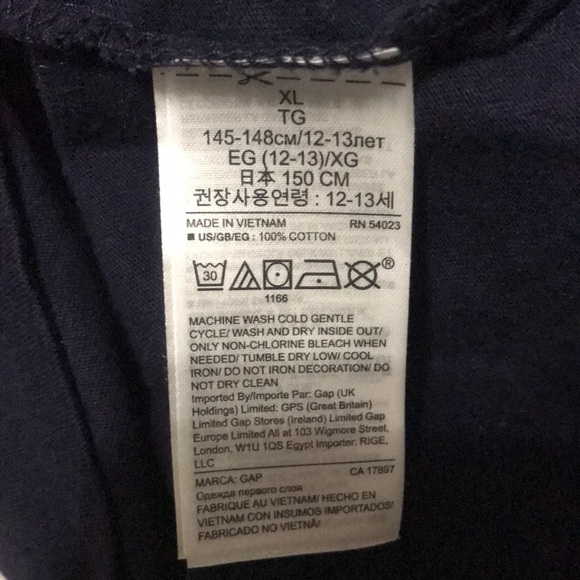 XL
TG
145-148см/12-13лет
EG (12-13)/XG
日本 150 CM
권장사용연령 : 12-13세
MADE IN VIETNAM RN 54023
■ US/GB/EG : 100% COTTON
30 ®
1166
MACHINE WASH COLD GENTLE
CYCLE/ WASH AND DRY INSIDE OUT/
ONLY NON-CHLORINE BLEACH WHEN
NEEDED/ TUMBLE DRY LOW/ COOL
IRON/ DO NOT IRON DECORATION/ DO
NOT DRY CLEAN
Imported By/Importe Par: Gap (UK
Holdings) Limited: GPS (Great Britain)
Limited Gap Stores (Ireland) Limited Gap
Europe Limited All at 103 Wigmore Street,
London, W1U 1QS Egypt Importer: RIGE,
LLC
MARCA: GAP CA 17897
Одежда первого слоя
FABRIQUE AU VIETNAM/ HECHO EN
VIETNAM CON INSUMOS IMPORTADOS/
FABRICADO NO VIETNÃ/